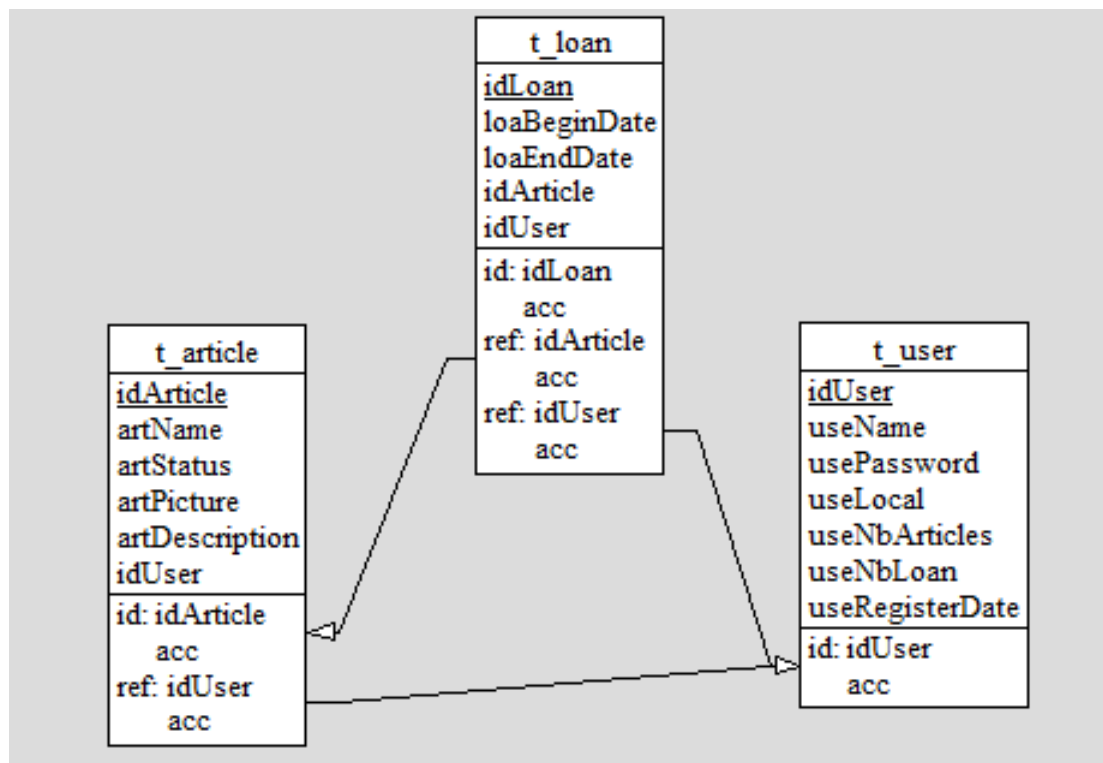 t_loan
idLoan
loaBeginDate
loaEndDate
idArticle
idUser
id: idLoan
acc
ref: idArticle
acc
ref: idUser
acc
t_article
idArticle
artName
artStatus
artPicture
artDescription
idUser
id: idArticle
acc
ref: idUser
acc
t_user
idUser
useName
usePassword
useLocal
useNbArticles
useNbLoan
useRegisterDate
id: idUser
acc